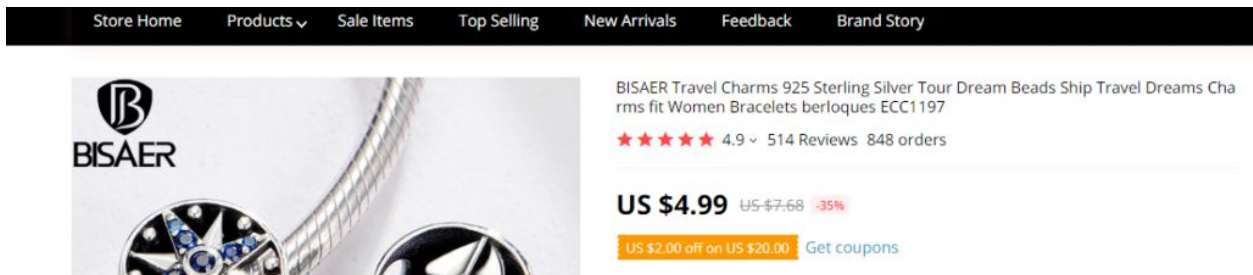 Store Home Products Sale Items Top Selling New Arrivals Feedback Brand Story
B
BISAER
BISAER Travel Charms 925 Sterling Silver Tour Dream Beads Ship Travel Dreams Cha
rms fit Women Bracelets berloques ECC1197
4.9 514 Reviews 848 orders
US $4.99 US $7.68 -35%
US $2.00 off on US $20.00 Get coupons